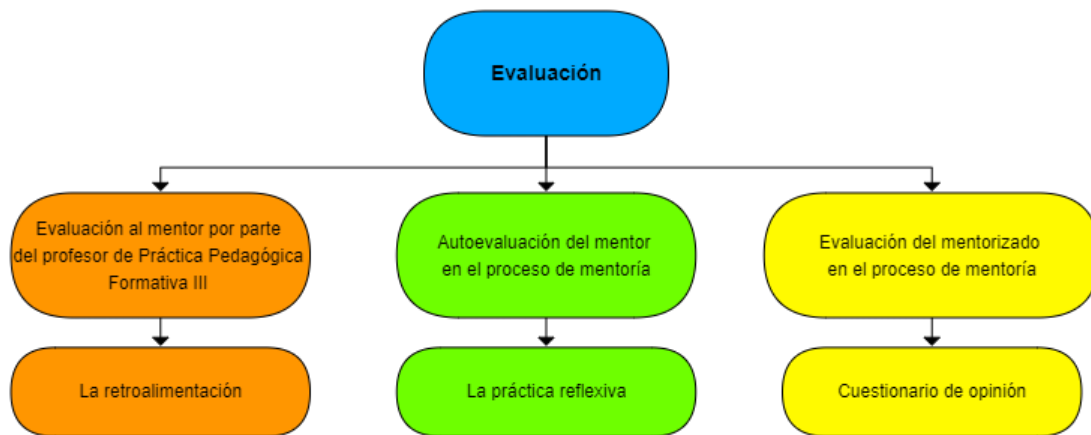 Evaluación
Evaluación al mentor por parte
del profesor de Práctica Pedagógica
Formativa III
Autoevaluación del mentor
en el proceso de mentoría
Evaluación del mentorizado
en el proceso de mentoría
La retroalimentación
La práctica reflexiva
Cuestionario de opinión